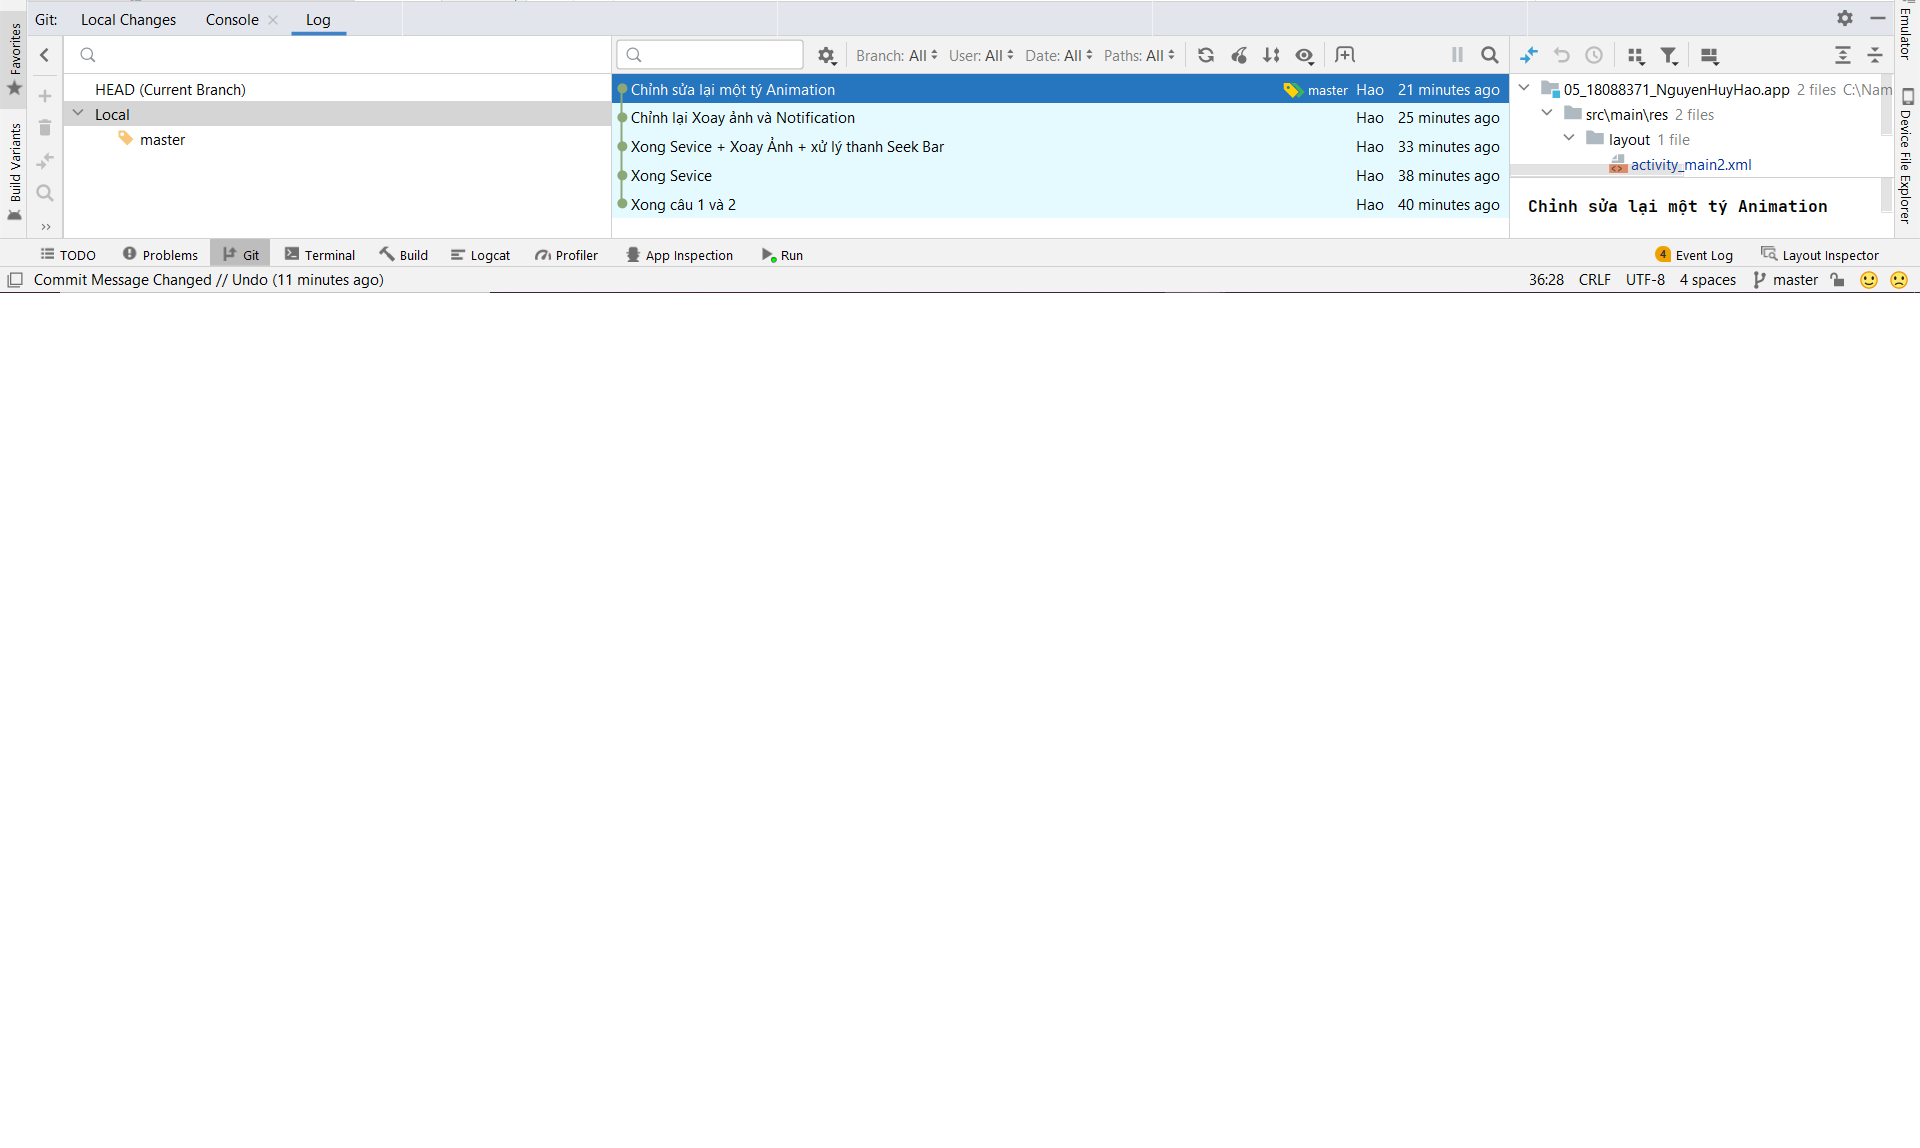 Git: Local Changes Console Log
Branch: All User: All Date: All Paths: All
HEAD (Current Branch)
Local
master
Chỉnh sửa lại một tý Animation master Hao 21 minutes ago
Chỉnh lại Xoay ảnh và Notification Hao 25 minutes ago
Xong Sevice + Xoay Ảnh + xử lý thanh Seek Bar Hao 33 minutes ago
Xong Sevice Hao 38 minutes ago
Xong câu 1 và 2 Hao 40 minutes ago
05_18088371_NguyenHuyHao.app 2 files C:\Nam
src\main\res 2 files
layout 1 file
activity_main2.xml
Chỉnh sửa lại một tý Animation
Favorites
Build Variants
Emulator
Device File Explorer
TODO Problems Git Terminal Build Logcat Profiler App Inspection Run 4 Event Log Layout Inspector
Commit Message Changed // Undo (11 minutes ago) 36:28 CRLF UTF-8 4 spaces master